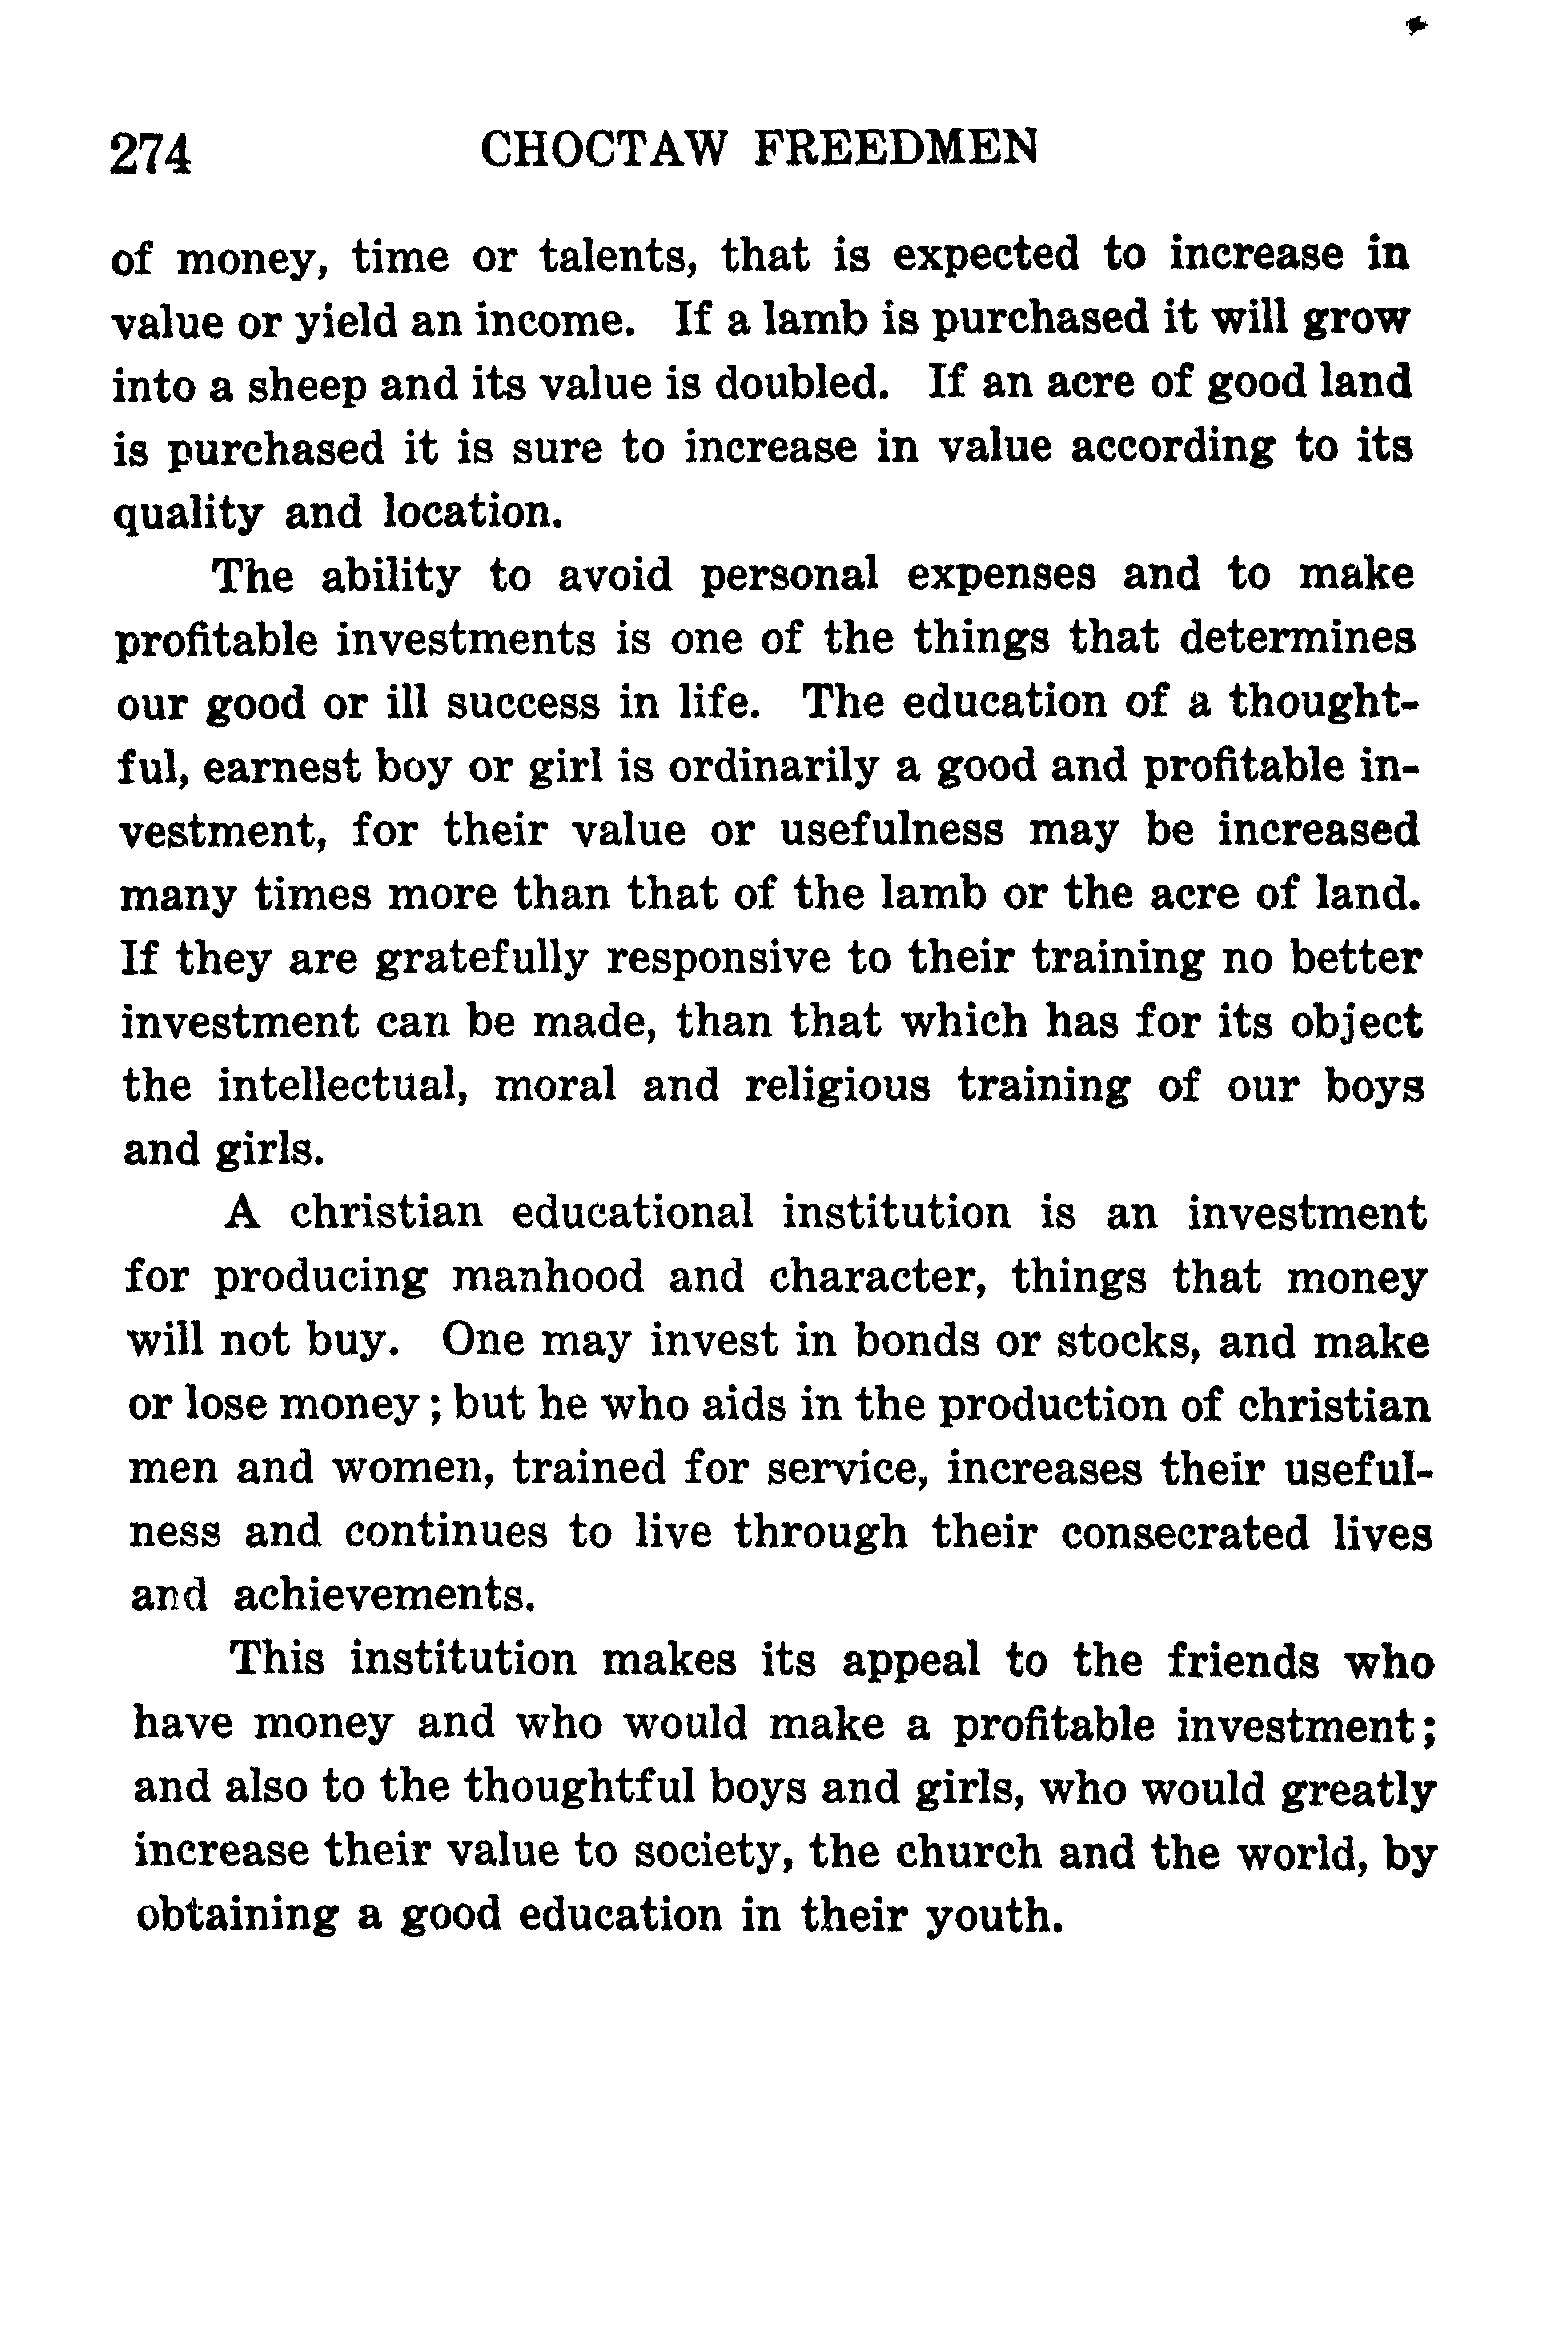 274 CHOCTAW FREEDMEN
of money, time or talents, that is expected to increase in
value or yield an income. If a lamb is purchased it will grow
into a sheep and its value is doubled. If an acre of good land
is purchased it is sure to increase in value according to its
quality and location.
The ability to avoid personal expenses and to make
profitable investments is one of the things that determines
our good or ill success in life. The education of a thought-
ful, earnest boy or girl is ordinarily a good and profitable in-
vestment, for their value or usefulness may be increased
many times more than that of the lamb or the acre of land.
If they are gratefully responsive to their training no better
investment can be made, than that which has for its object
the intellectual, moral and religious training of our boys
and girls.
A christian educational institution is an investment
for producing manhood and character, things that money
will not buy. One may invest in bonds or stocks, and make
or lose money; but he who aids in the production of christian
men and women, trained for service, increases their useful-
ness and continues to live through their consecrated lives
and achievements.
This institution makes its appeal to the friends who
have money and who would make a profitable investment;
and also to the thoughtful boys and girls, who would greatly
increase their value to society, the church and the world, by
obtaining a good education in their youth.